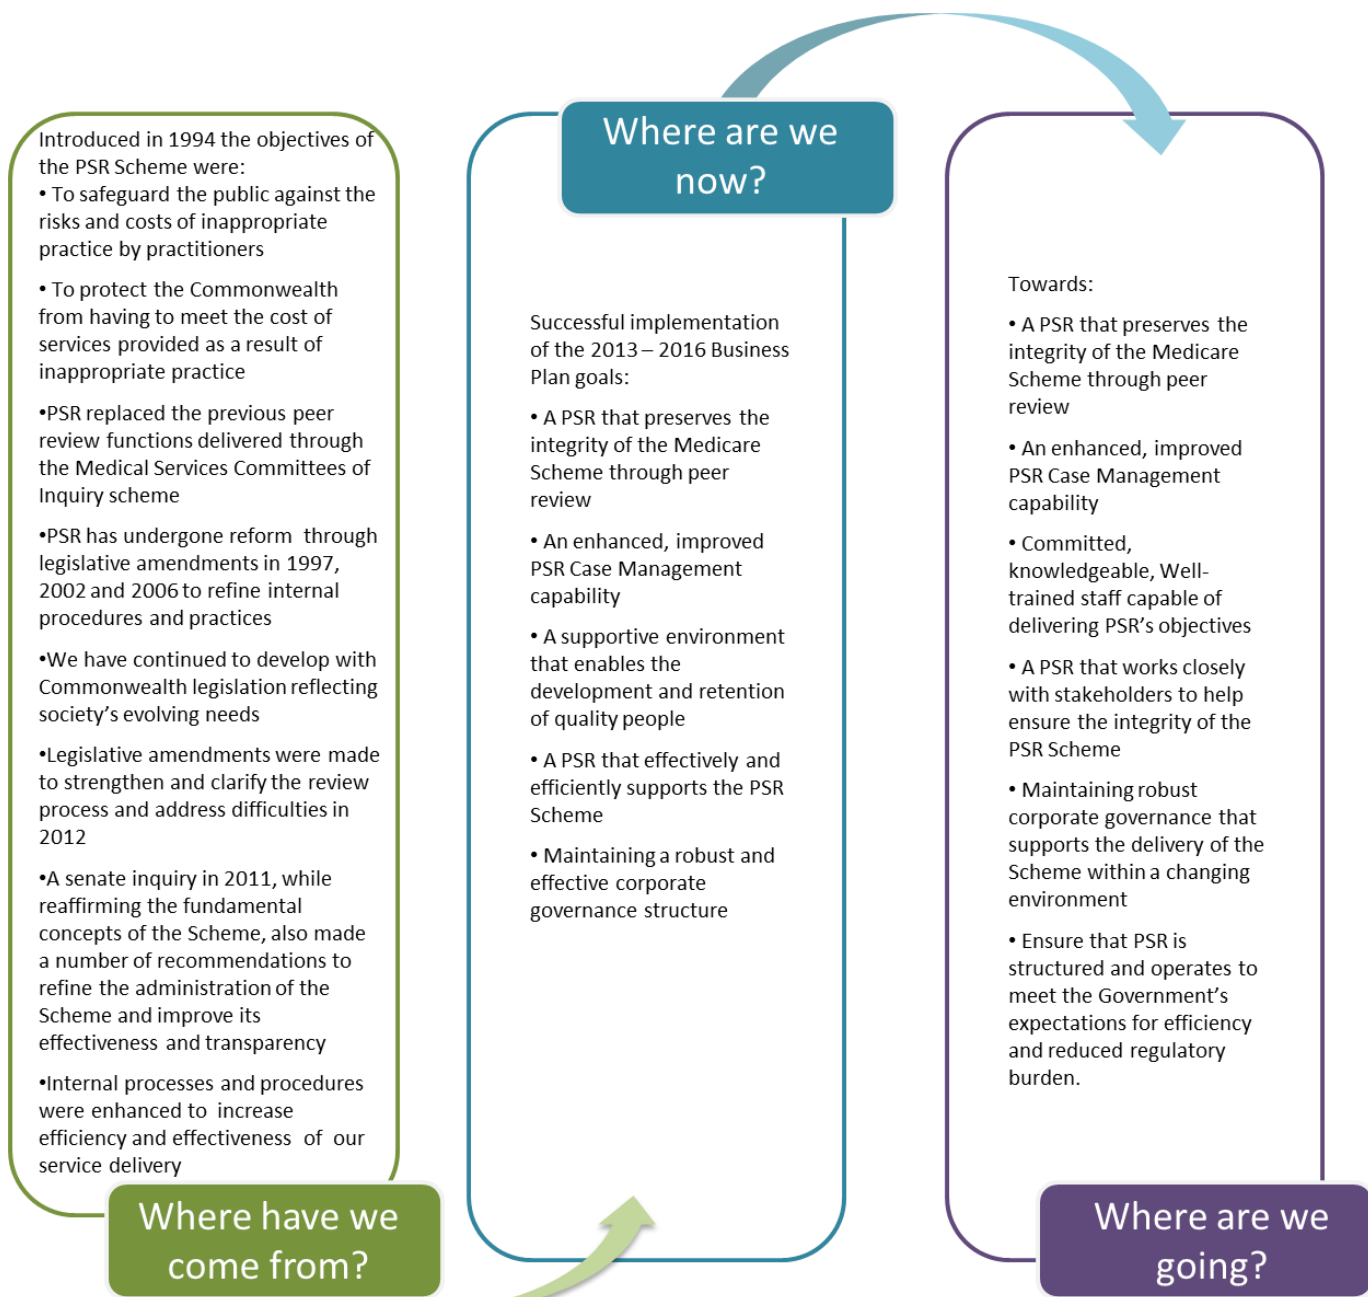 Introduced in 1994 the objectives of
the PSR Scheme were:
• To safeguard the public against the
risks and costs of inappropriate
practice by practitioners
• To protect the Commonwealth
from having to meet the cost of
services provided as a result of
inappropriate practice
•PSR replaced the previous peer
review functions delivered through
the Medical Services Committees of
Inquiry scheme
•PSR has undergone reform through
legislative amendments in 1997,
2002 and 2006 to refine internal
procedures and practices
•We have continued to develop with
Commonwealth legislation reflecting
society's evolving needs
•Legislative amendments were made
to strengthen and clarify the review
process and address difficulties in
2012
•A senate inquiry in 2011, while
reaffirming the fundamental
concepts of the Scheme, also made
a number of recommendations to
refine the administration of the
Scheme and improve its
effectiveness and transparency
•Internal processes and procedures
were enhanced to increase
efficiency and effectiveness of our
service delivery
Where have we
come from?
Where are we
now?
Successful implementation
of the 2013 – 2016 Business
Plan goals:
• A PSR that preserves the
integrity of the Medicare
Scheme through peer
review
• An enhanced, improved
PSR Case Management
capability
• A supportive environment
that enables the
development and retention
of quality people
• A PSR that effectively and
efficiently supports the PSR
Scheme
• Maintaining a robust and
effective corporate
governance structure
Towards:
• A PSR that preserves the
integrity of the Medicare
Scheme through peer
review
• An enhanced, improved
PSR Case Management
capability
• Committed,
knowledgeable, Well-
trained staff capable of
delivering PSR's objectives
• A PSR that works closely
with stakeholders to help
ensure the integrity of the
PSR Scheme
• Maintaining robust
corporate governance that
supports the delivery of the
Scheme within a changing
environment
• Ensure that PSR is
structured and operates to
meet the Government's
expectations for efficiency
and reduced regulatory
burden.
Where are we
going?